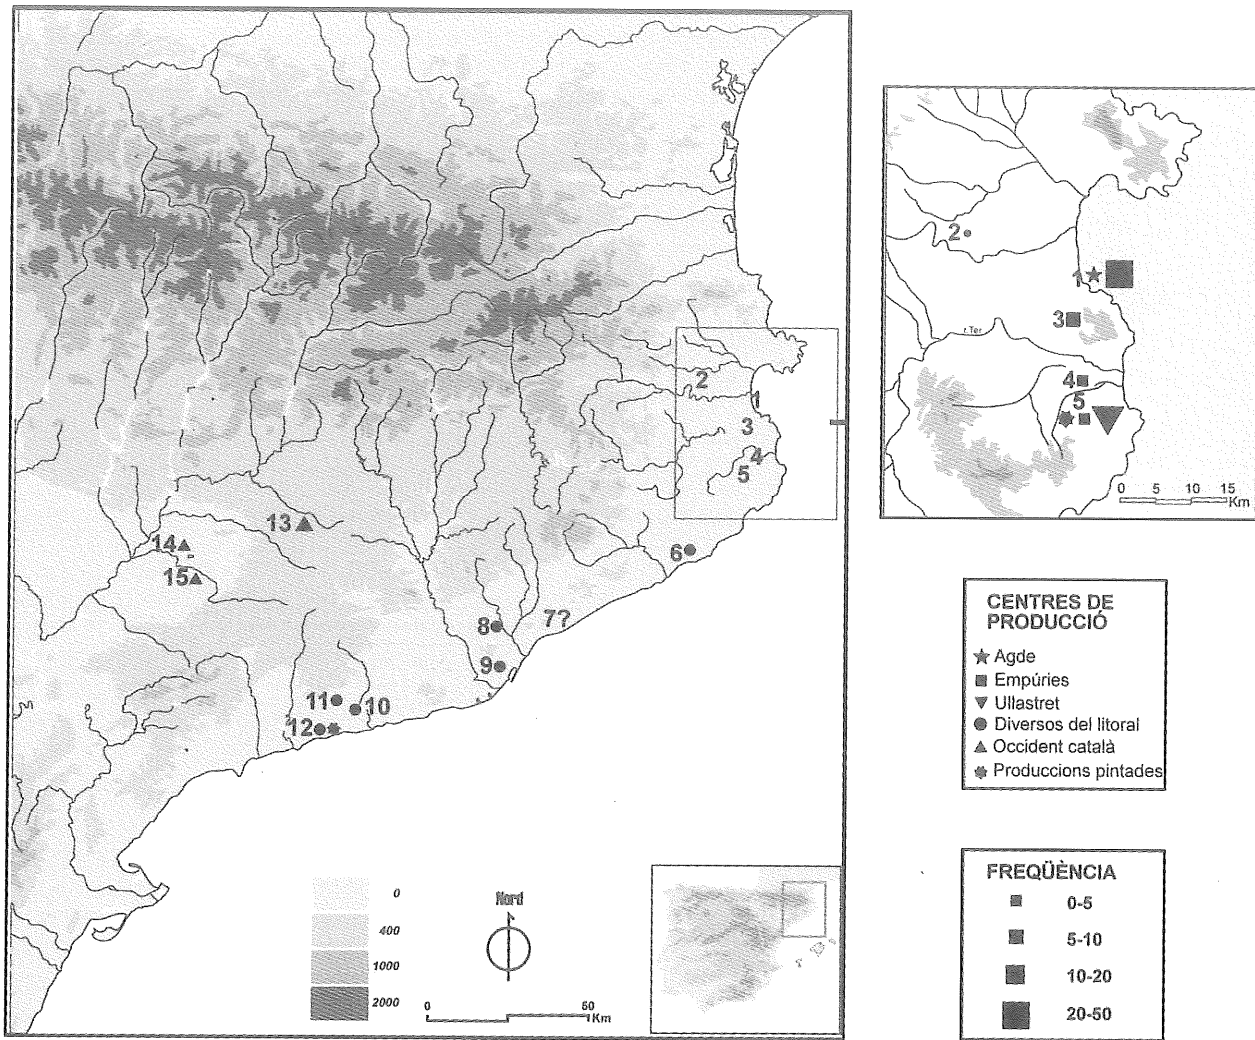 2
1
3
4
5
13
14
15
6
7?
8
9
11
10
12
Nord
0
400
1000
2000
0
50
Km
2
1
3
r.Ter
4
5
0 5 10 15
Km
CENTRES DE
PRODUCCIÓ
Agde
Empúries
Ullastret
Diversos del litoral
Occident català
Produccions pintades
FREQÜÈNCIA
0-5
5-10
10-20
20-50